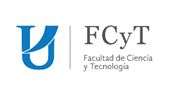 FCyT
Facultad de Ciencia
y Tecnología